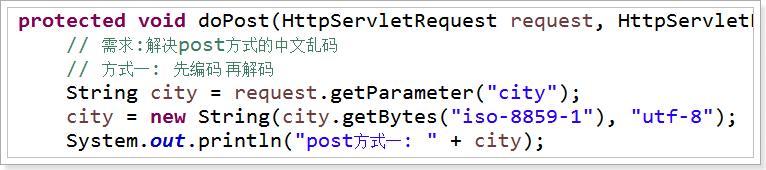 protected void doPost(HttpServletRequest request, HttpServlet
// 需求:解决post方式的中文乱码
// 方式一: 先编码 再解码
String city = request.getParameter("city");
city = new String(city.getBytes("iso-8859-1"), "utf-8");
System.out.println("post方式一: " + city);